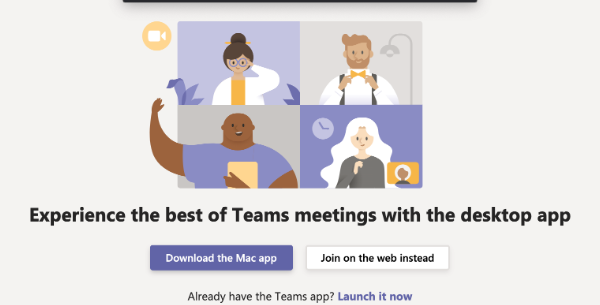 Experience the best of Teams meetings with the desktop app
Download the Mac app
Join on the web instead
Already have the Teams app? Launch it now